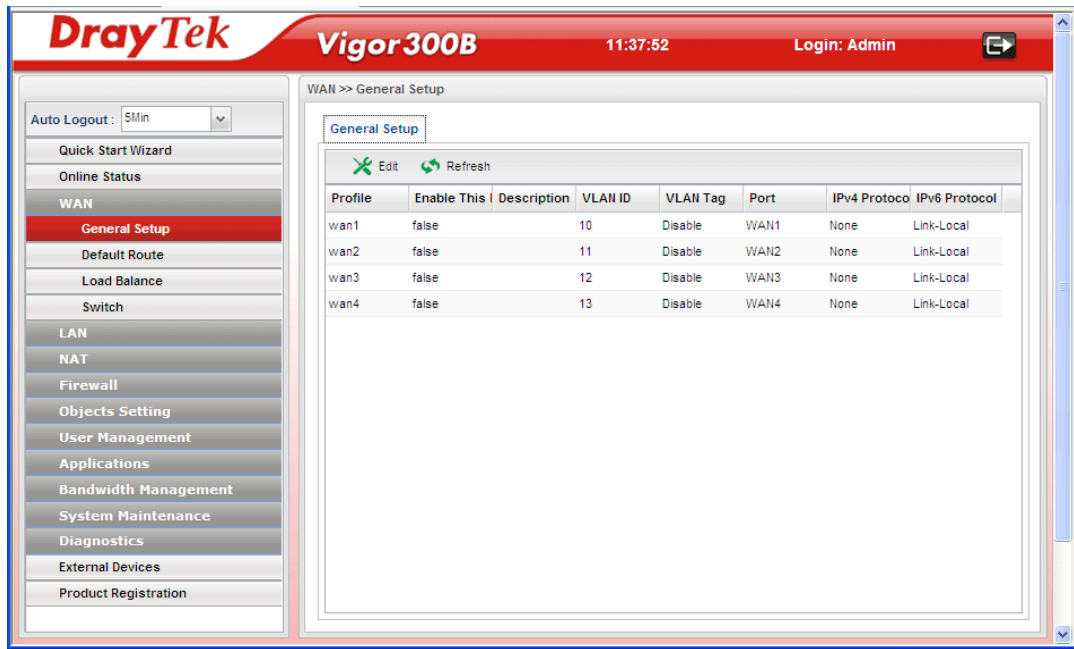 DrayTek Vigor300B 11:37:52 Login: Admin
WAN >> General Setup
Auto Logout : 5Min
Quick Start Wizard
Online Status
WAN
General Setup
Default Route
Load Balance
Switch
LAN
NAT
Firewall
Objects Setting
User Management
Applications
Bandwidth Management
System Maintenance
Diagnostics
External Devices
Product Registration
General Setup
Edit Refresh
Profile Enable This Description VLAN ID VLAN Tag Port IPv4 Protoco IPv6 Protocol
wan1 false 10 Disable WAN1 None Link-Local
wan2 false 11 Disable WAN2 None Link-Local
wan3 false 12 Disable WAN3 None Link-Local
wan4 false 13 Disable WAN4 None Link-Local